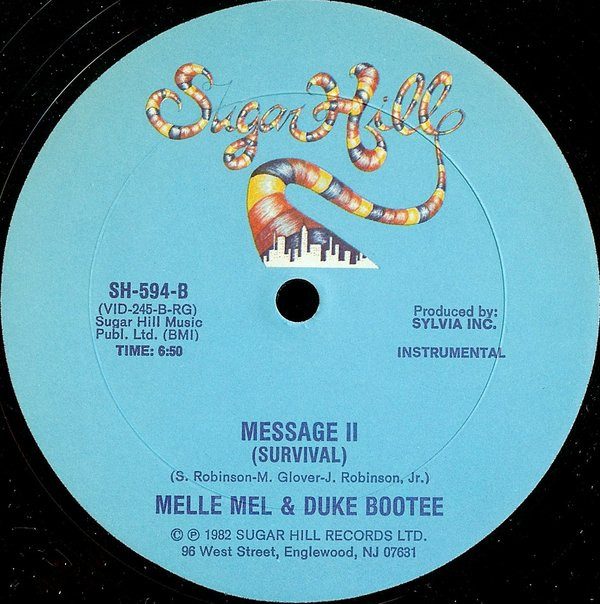 Sugar Hill
SH-594-B
(VID-245-B-RG)
Sugar Hill Music
Publ. Ltd. (BMI)
TIME: 6:50
Produced by:
SYLVIA INC.
INSTRUMENTAL
MESSAGE II
(SURVIVAL)
(S. Robinson-M. Glover-J. Robinson, Jr.)
MELLE MEL & DUKE BOOTEE
© ℗ 1982 SUGAR HILL RECORDS LTD.
96 West Street, Englewood, NJ 07631